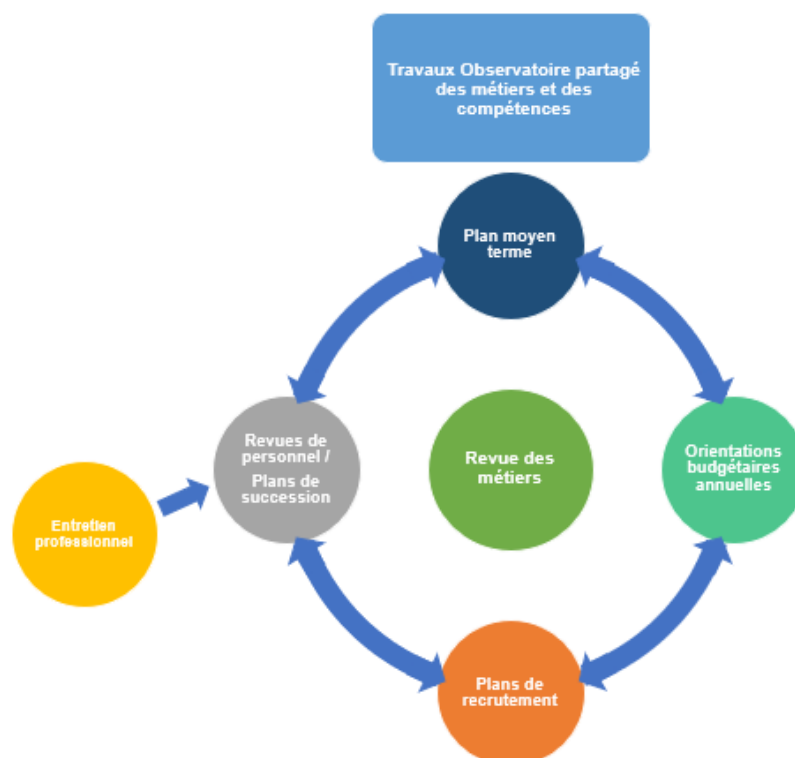 Travaux Observatoire partagé
des métiers et des
compétences
Plan moyen
terme
Revues de
personnel /
Plans de
succession
Revue des
métiers
Orientations
budgétaires
annuelles
Entretien
professionnel
Plans de
recrutement